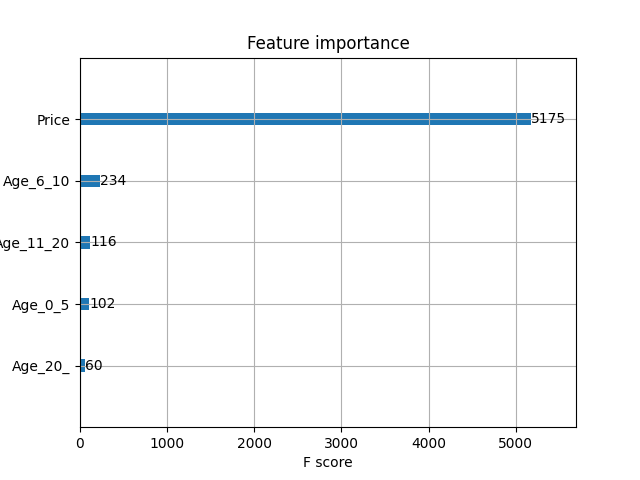 Feature importance
Price 5175
Age_6_10 234
Age_11_20 116
Age_0_5 102
Age_20_ 60
0 1000 2000 3000 4000 5000
F score